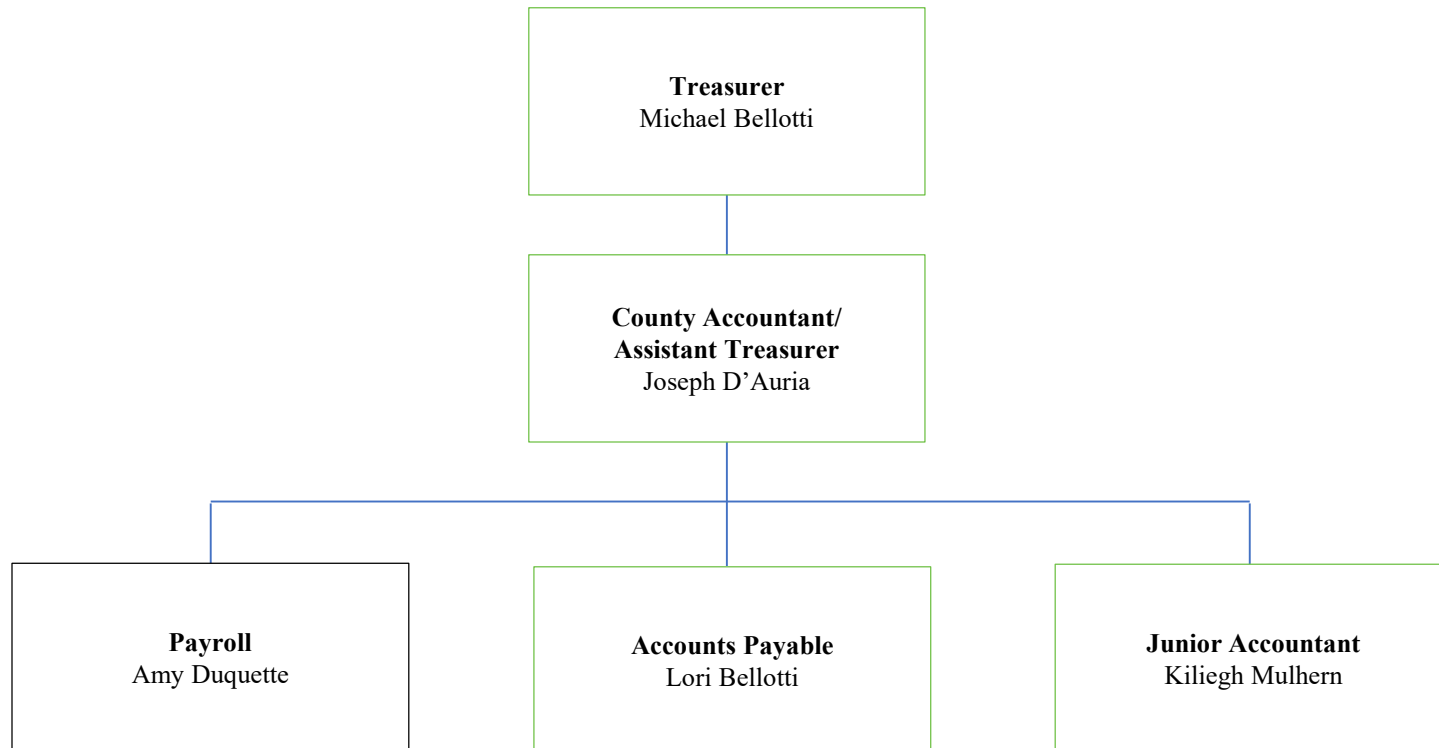 Treasurer
Michael Bellotti
County Accountant/
Assistant Treasurer
Joseph D’Auria
Payroll
Amy Duquette
Accounts Payable
Lori Bellotti
Junior Accountant
Kiliegh Mulhern